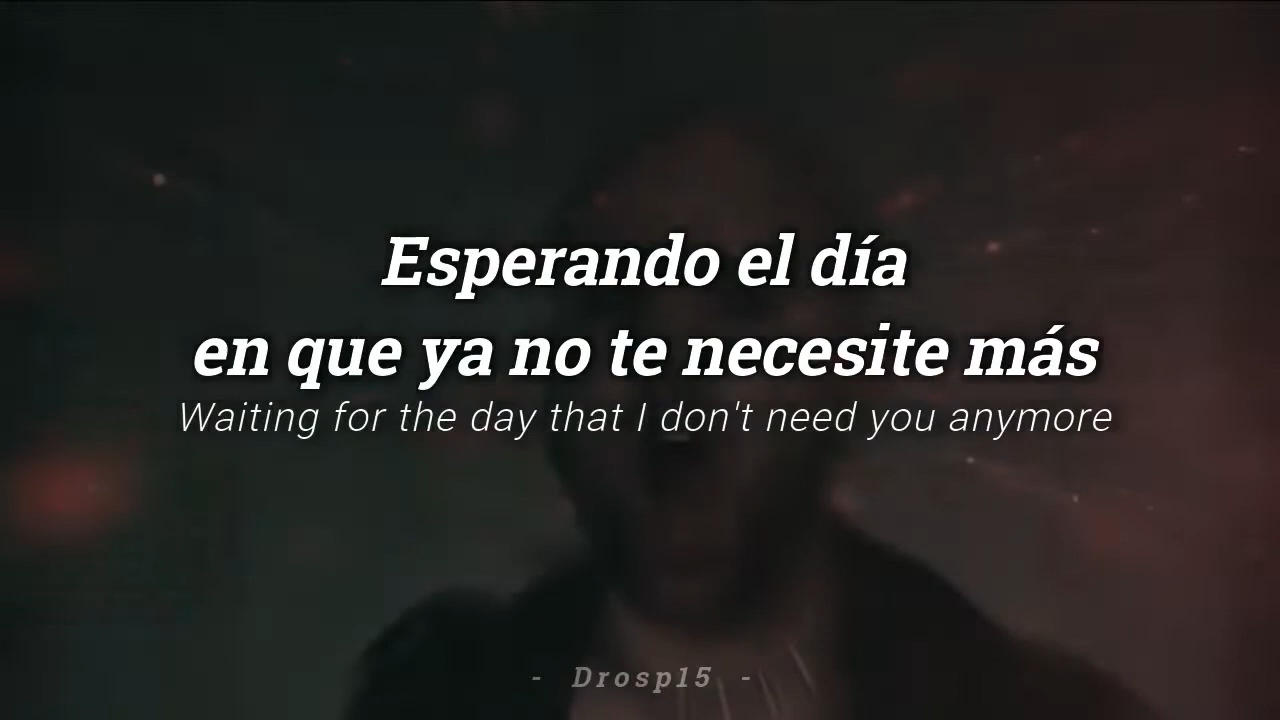 Esperando el día
en que ya no te necesite más
Waiting for the day that I don't need you anymore
- Drosp15 -